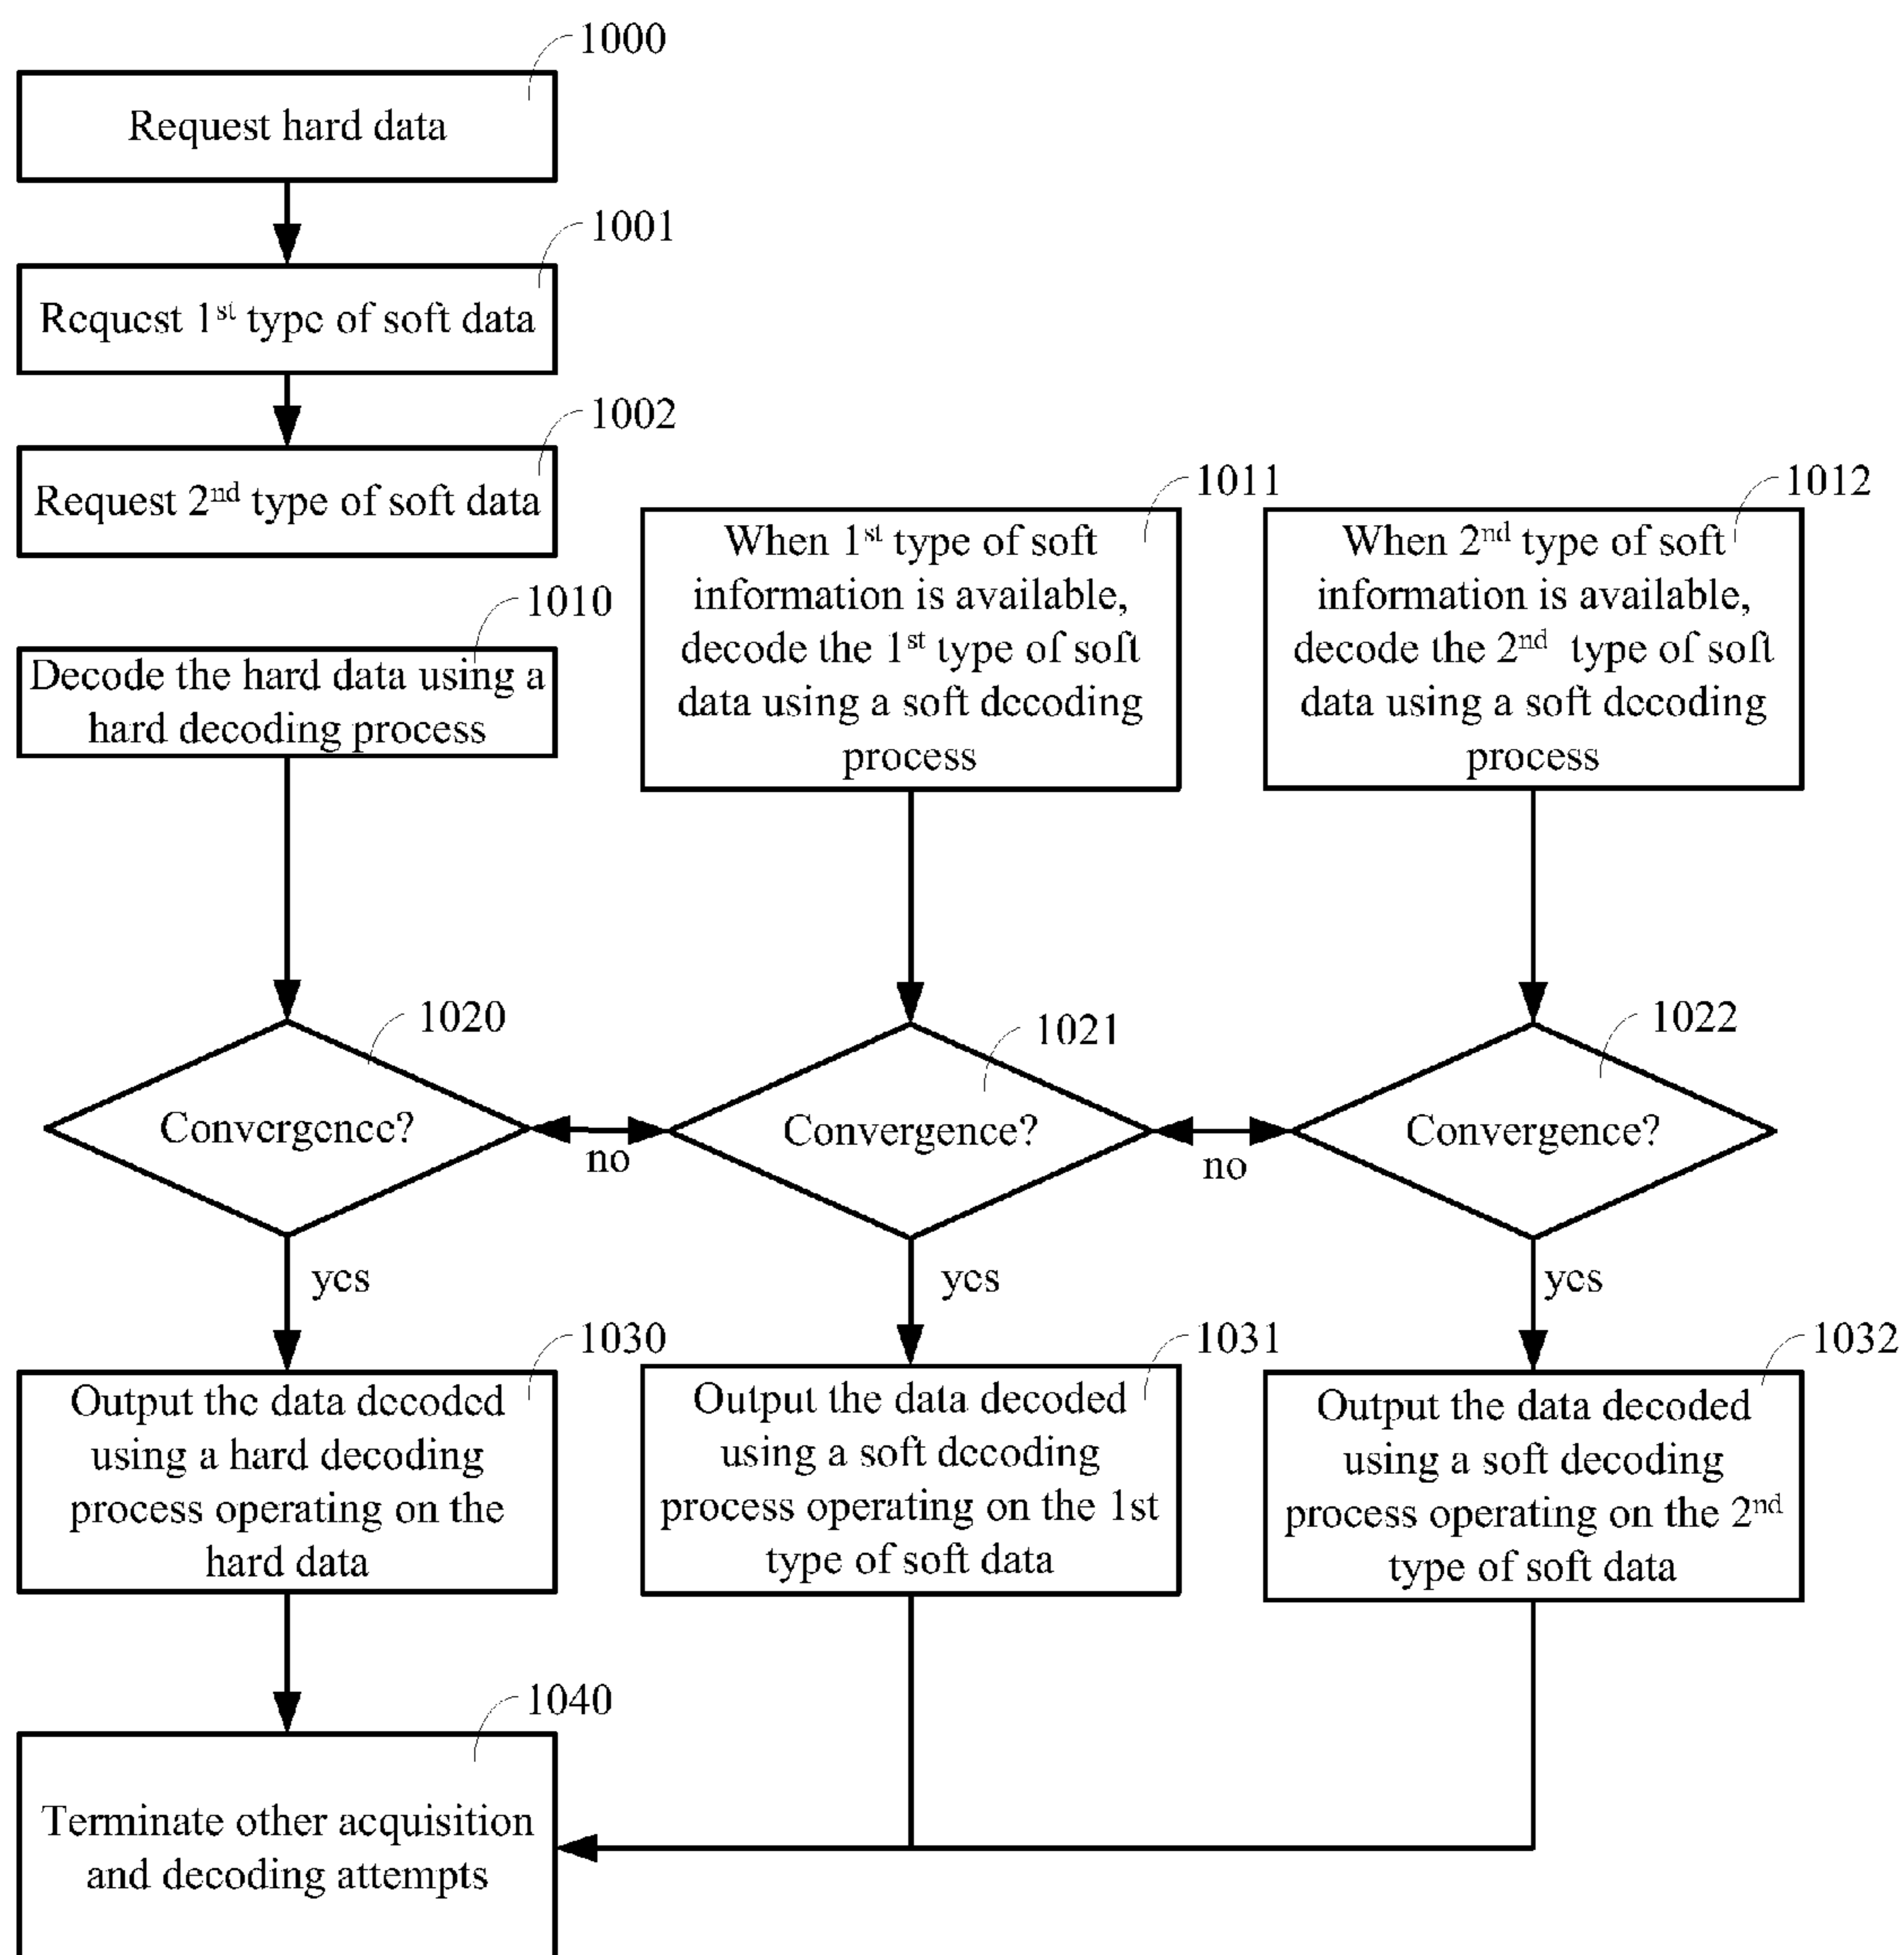 1000
Request hard data
1001
Request 1st type of soft data
1002
Request 2nd type of soft data
1010
Decode the hard data using a
hard decoding process
1011
When 1st type of soft
information is available,
decode the 1st type of soft
data using a soft decoding
process
1012
When 2nd type of soft
information is available,
decode the 2nd type of soft
data using a soft decoding
process
1020
Convergence?
no
1021
Convergence?
no
1022
Convergence?
yes
yes
yes
1030
Output the data decoded
using a hard decoding
process operating on the
hard data
1031
Output the data decoded
using a soft decoding
process operating on the 1st
type of soft data
1032
Output the data decoded
using a soft decoding
process operating on the 2nd
type of soft data
1040
Terminate other acquisition
and decoding attempts